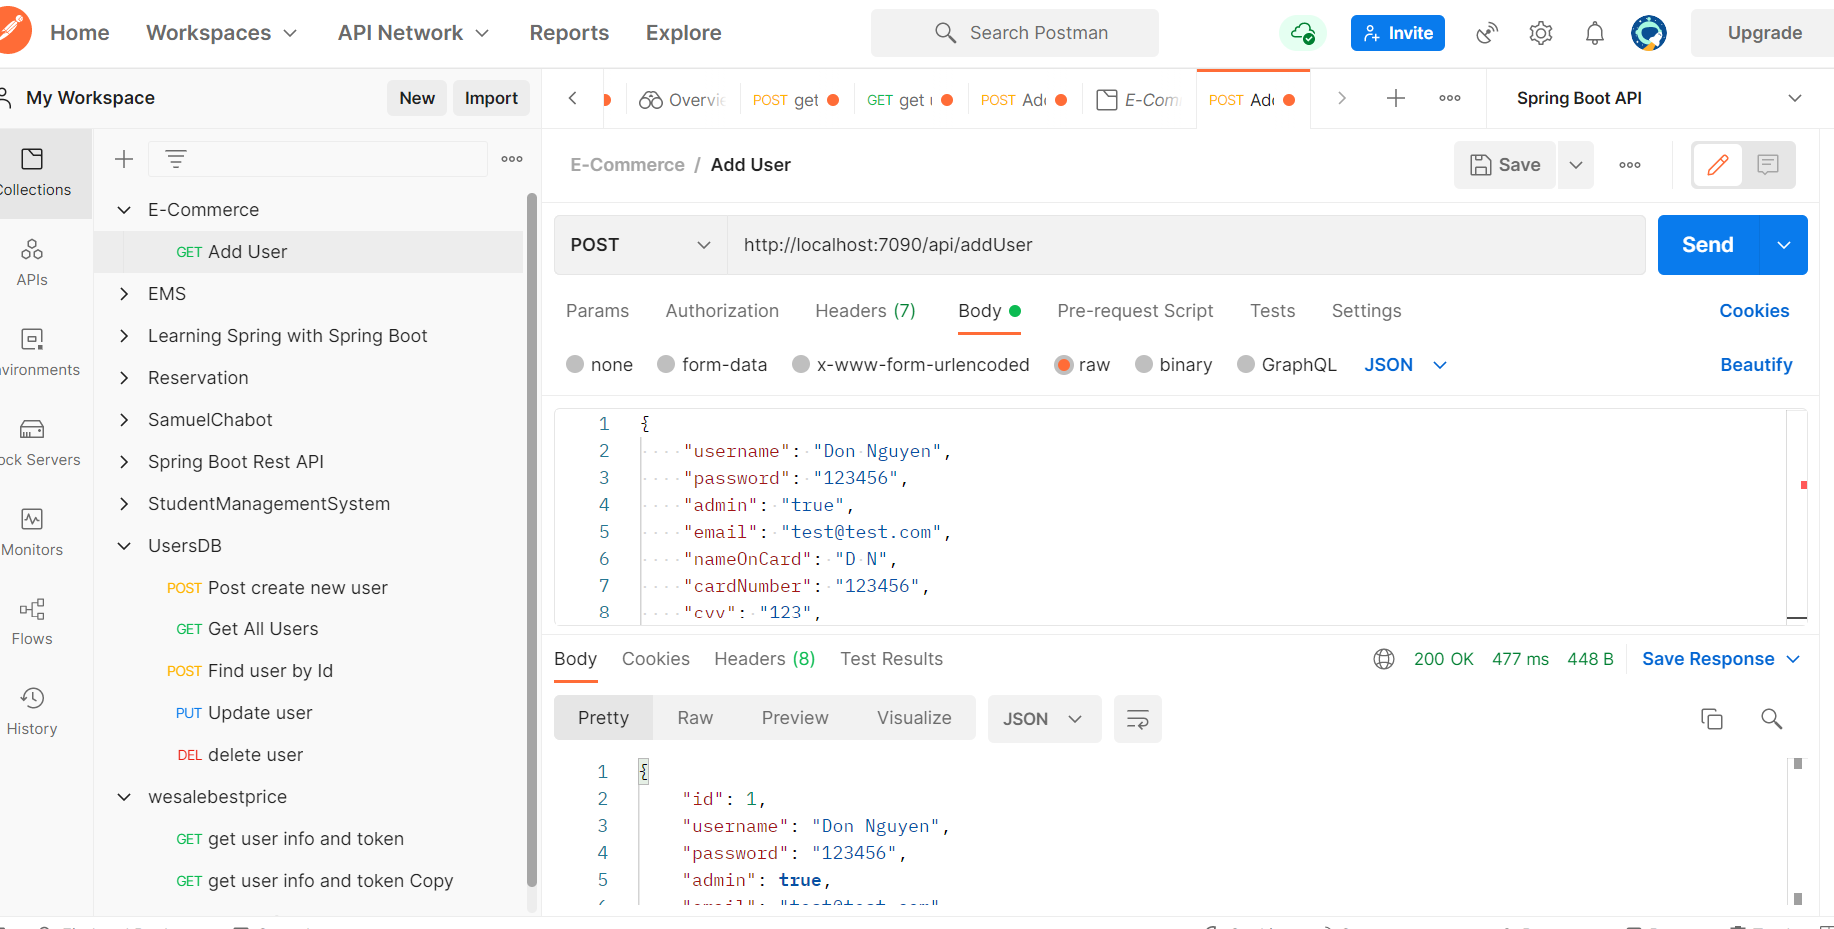 Home Workspaces API Network Reports Explore Search Postman Invite Upgrade
My Workspace New Import
POST get GET get POST E-Com POST Spring Boot API
Collections
APIs
Monitors
Flows
History
E-Commerce
GET Add User
EMS
Learning Spring with Spring Boot
Reservation
SamuelChabot
Spring Boot Rest API
StudentManagementSystem
UsersDB
POST Post create new user
GET Get All Users
POST Find user by Id
PUT Update user
DEL delete user
wesalebestprice
GET get user info and token
GET get user info and token Copy
E-Commerce / Add User Save
POST http://localhost:7090/api/addUser Send
Params Authorization Headers (7) Body Pre-request Script Tests Settings Cookies
none form-data x-www-form-urlencoded raw binary GraphQL JSON Beautify
1 {
2 "username": "Don Nguyen",
3 "password": "123456",
4 "admin": "true",
5 "email": "test@test.com",
6 "nameOnCard": "D N",
7 "cardNumber": "123456",
8 "cvv": "123",
Body Cookies Headers (8) Test Results 200 OK 477 ms 448 B Save Response
Pretty Raw Preview Visualize JSON
1 {
2 "id": 1,
3 "username": "Don Nguyen",
4 "password": "123456",
5 "admin": true,